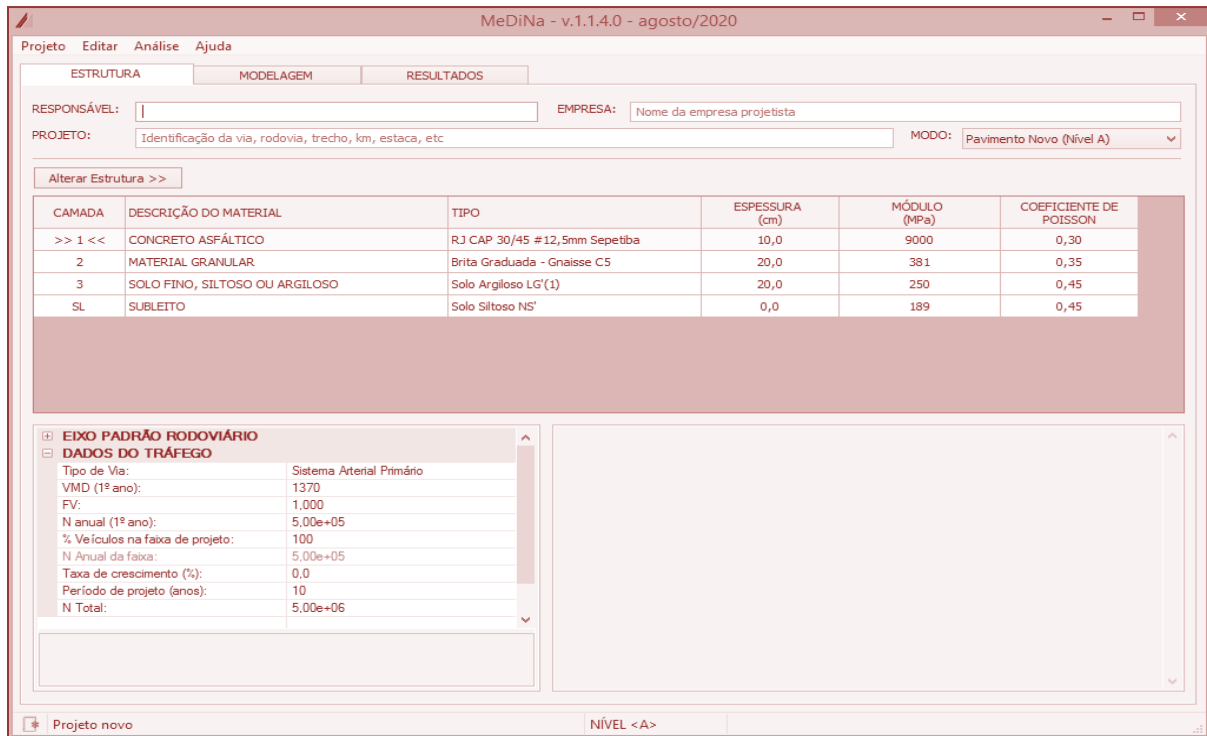 MeDiNa - v.1.1.4.0 - agosto/2020
Projeto Editar Análise Ajuda
ESTRUTURA MODELAGEM RESULTADOS
RESPONSÁVEL: EMPRESA: Nome da empresa projetista
PROJETO: Identificação da via, rodovia, trecho, km, estaca, etc MODO: Pavimento Novo (Nível A)
Alterar Estrutura >>
CAMADA DESCRIÇÃO DO MATERIAL TIPO ESPESSURA (cm) MÓDULO (MPa) COEFICIENTE DE POISSON
>> 1 << CONCRETO ASFÁLTICO RJ CAP 30/45 #12,5mm Sepetiba 10,0 9000 0,30
2 MATERIAL GRANULAR Brita Graduada - Gnaisse C5 20,0 381 0,35
3 SOLO FINO, SILTOSO OU ARGILOSO Solo Argiloso LG'(1) 20,0 250 0,45
SL SUBLEITO Solo Siltoso NS' 0,0 189 0,45
EIXO PADRÃO RODOVIÁRIO
DADOS DO TRÁFEGO
Tipo de Via: Sistema Arterial Primário
VMD (1º ano): 1370
FV: 1,000
N anual (1º ano): 5,00e+05
% Veículos na faixa de projeto: 100
N Anual da faixa: 5,00e+05
Taxa de crescimento (%): 0,0
Período de projeto (anos): 10
N Total: 5,00e+06
Projeto novo NÍVEL <A>